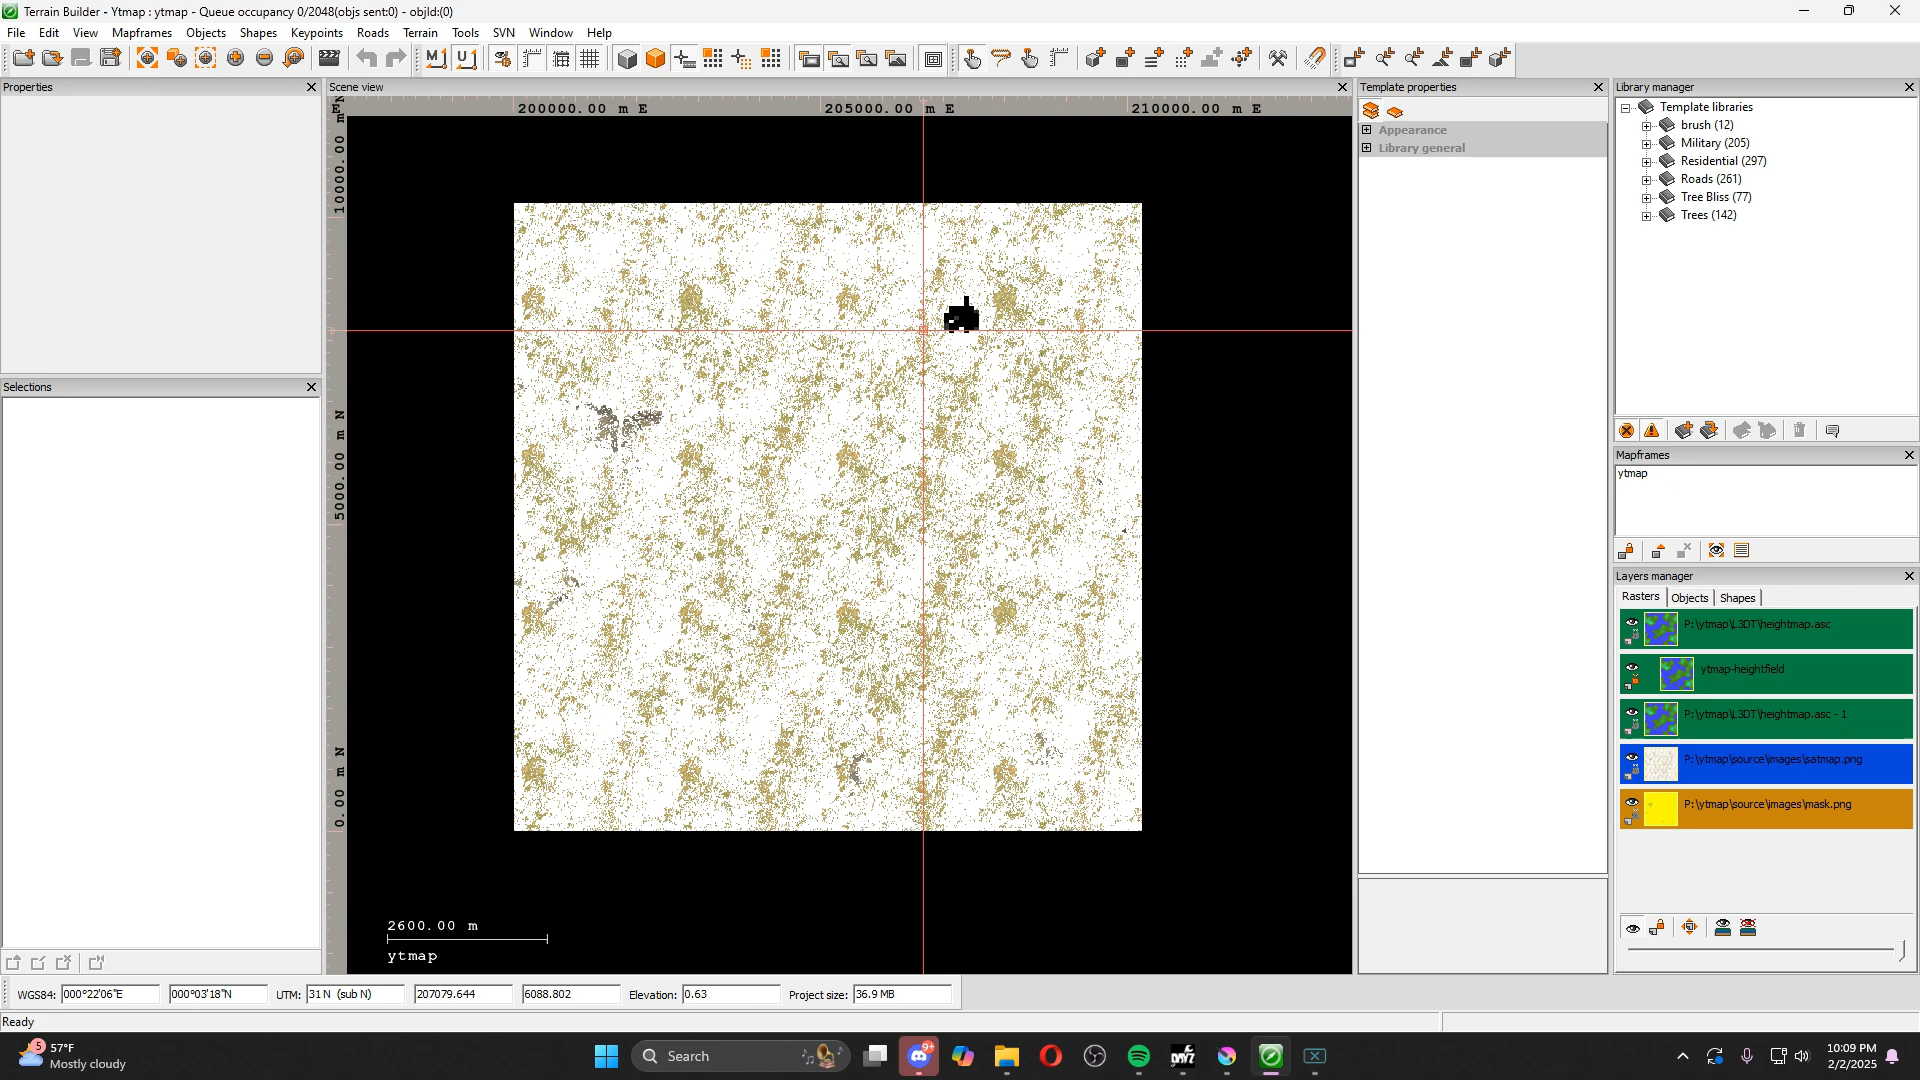 Terrain Builder - Ytmap : ytmap - Queue occupancy 0/2048(objs sent:0) - objId:(0)
File Edit View Mapframes Objects Shapes Keypoints Roads Terrain Tools SVN Window Help
Properties
Selections
Scene view
200000.00 m E
205000.00 m E
210000.00 m E
10000.00 m N
5000.00 m N
0.00 m N
2600.00 m
ytmap
Template properties
Appearance
Library general
Library manager
Template libraries
brush (12)
Military (205)
Residential (297)
Roads (261)
Tree Bliss (77)
Trees (142)
Mapframes
ytmap
Layers manager
Rasters Objects Shapes
P:\ytmap\L3DT\heightmap.asc
ytmap-heightfield
P:\ytmap\L3DT\heightmap.asc - 1
P:\ytmap\source\images\satmap.png
P:\ytmap\source\images\mask.png
WGS84: 000°22'06"E 000°03'18"N UTM: 31 N (sub N) 207079.644 6088.802 Elevation: 0.63 Project size: 36.9 MB
Ready
5
57°F
Mostly cloudy
Search
9+
DAYZ
10:09 PM
2/2/2025